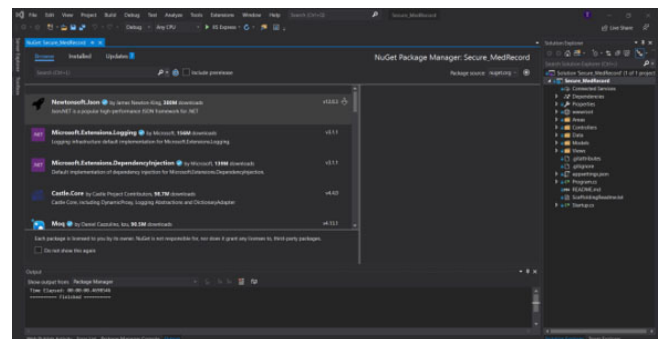 File Edit View Project Build Debug Test Analyze Tools Extensions Window Help Search (Ctrl+Q) Secure_MedRecord
Debug Any CPU IIS Express Live Share
NuGet: Secure_MedRecord
Solution Explorer
Browse Installed Updates
NuGet Package Manager: Secure_MedRecord
Search (Ctrl+L) Include prerelease
Package source: nuget.org
Server Explorer
Toolbox
Newtonsoft.Json by James Newton-King, 388M downloads
Json.NET is a popular high-performance JSON framework for .NET
Microsoft.Extensions.Logging by Microsoft, 156M downloads
Logging infrastructure default implementation for Microsoft.Extensions.Logging.
Microsoft.Extensions.DependencyInjection by Microsoft, 139M downloads
Default implementation of dependency injection for Microsoft.Extensions.DependencyInjection.
Castle.Core by Castle Project Contributors, 98.7M downloads
Castle Core, including DynamicProxy, Logging Abstractions and DictionaryAdapter
Moq by Daniel Cazzulino, kzu, 90.5M downloads
Each package is licensed to you by its owner. NuGet is not responsible for, nor does it grant any licenses to, third-party packages.
Do not show this again
Search Solution Explorer (Ctrl+;)
Solution 'Secure_MedRecord' (1 of 1 project)
Secure_MedRecord
Connected Services
Dependencies
Properties
wwwroot
Areas
Controllers
Data
Models
Views
.gitattributes
.gitignore
appsettings.json
Program.cs
README.md
ScaffoldingReadme.txt
Startup.cs
Output
Show output from: Package Manager
========== Finished ==========